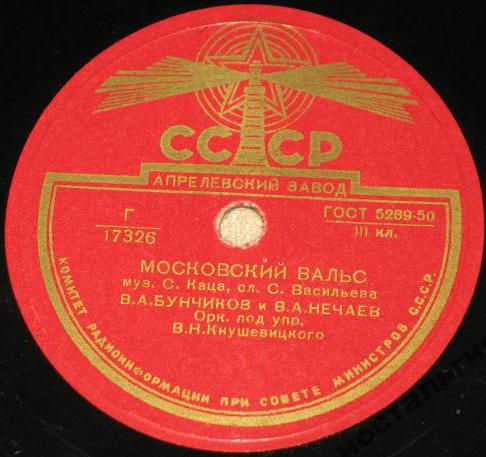 СССР
АПРЕЛЕВСКИЙ ЗАВОД
Г
17326
ГОСТ 5289-50
III кл.
МОСКОВСКИЙ ВАЛЬС
муз. С. Каца, сл. С. Васильева
В.А.БУНЧИКОВ и В.А.НЕЧАЕВ
Орк. под упр.
В.Н.Кнушевицкого
КОМИТЕТ РАДИОИНФОРМАЦИИ ПРИ СОВЕТЕ МИНИСТРОВ С.С.С.Р.